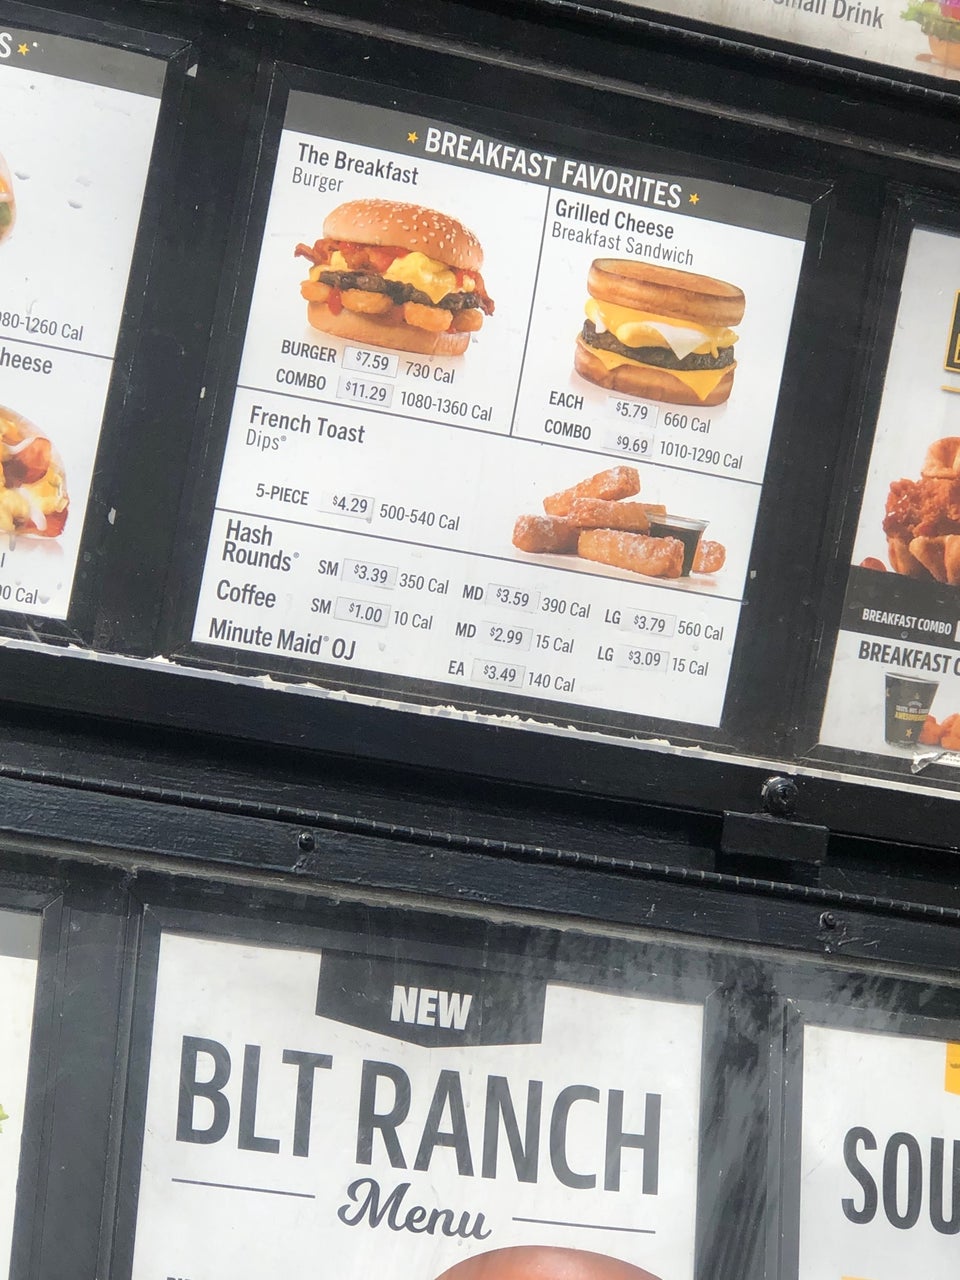 Small Drink
BREAKFAST FAVORITES
The Breakfast
Burger
BURGER $7.59 730 Cal
COMBO $11.29 1080-1360 Cal
Grilled Cheese
Breakfast Sandwich
EACH $5.79 660 Cal
COMBO $9.69 1010-1290 Cal
French Toast
Dips®
5-PIECE $4.29 500-540 Cal
Hash
Rounds® SM $3.39 350 Cal MD $3.59 390 Cal LG $3.79 560 Cal
Coffee SM $1.00 10 Cal MD $2.99 15 Cal LG $3.09 15 Cal
Minute Maid® OJ EA $3.49 140 Cal
80-1260 Cal
heese
Cal
BREAKFAST COMBO
BREAKFAST C
NEW
BLT RANCH
Menu
SOU